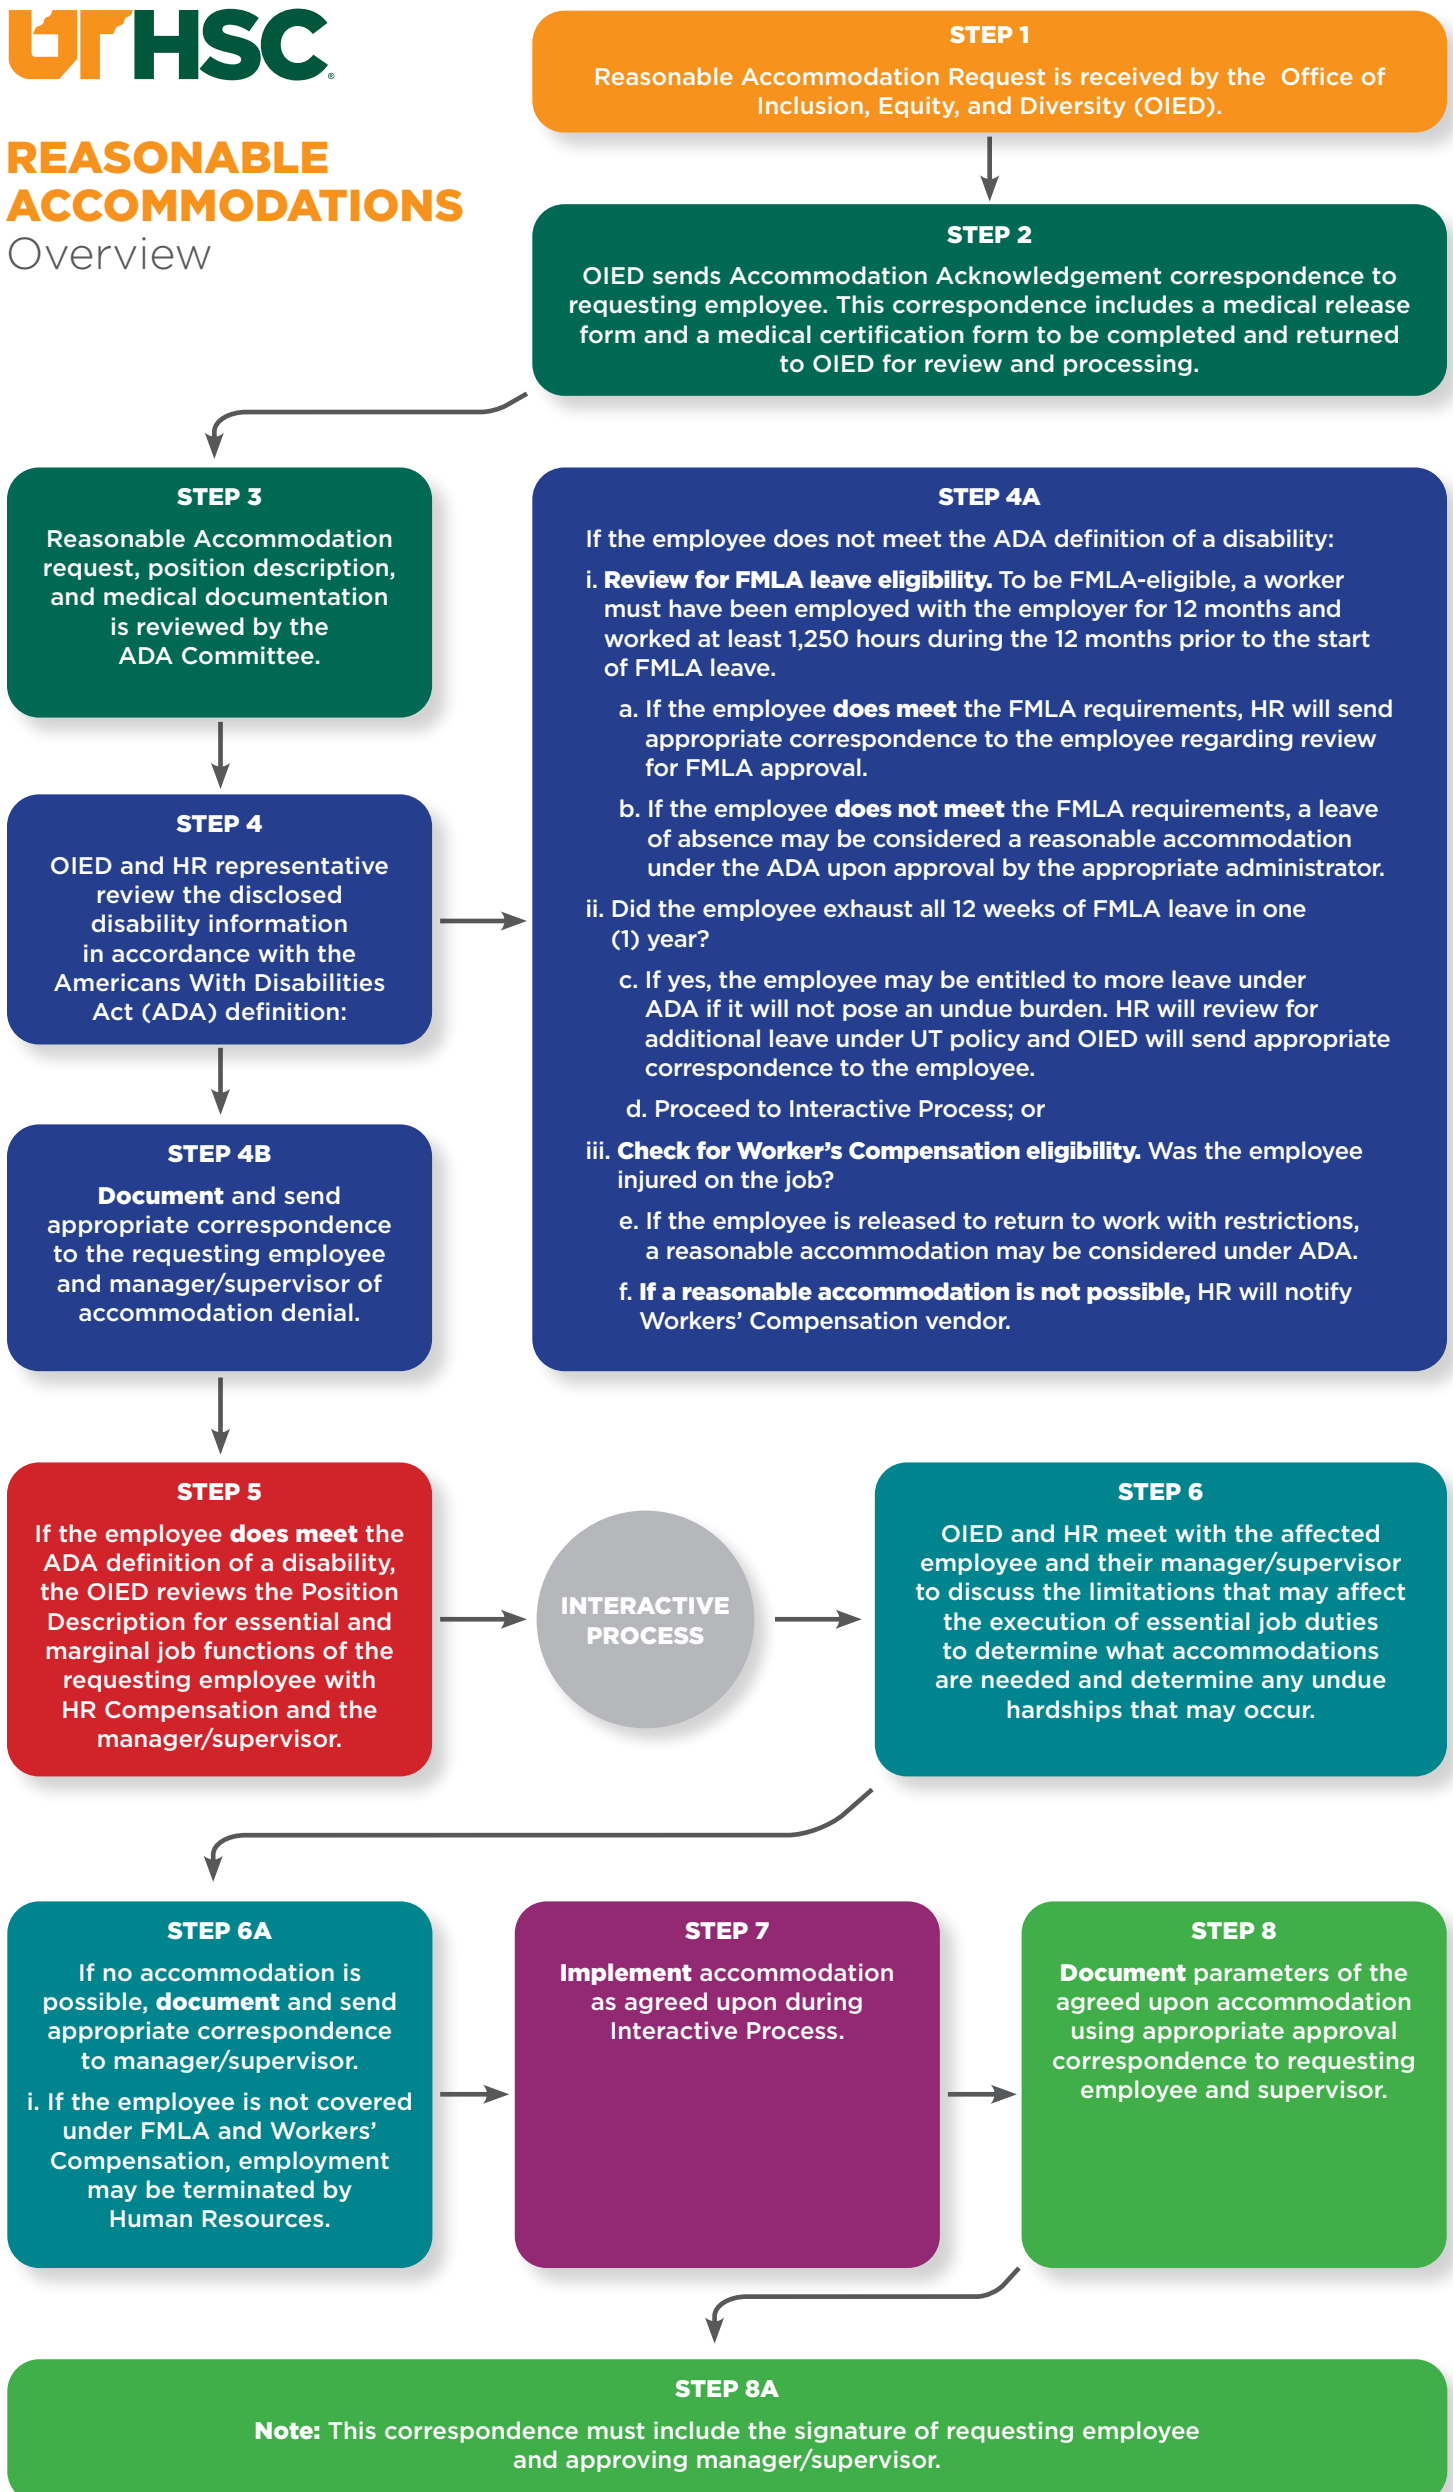 UTHSC®
REASONABLE
ACCOMMODATIONS
Overview
STEP 1
Reasonable Accommodation Request is received by the Office of
Inclusion, Equity, and Diversity (OIED).
STEP 2
OIED sends Accommodation Acknowledgement correspondence to
requesting employee. This correspondence includes a medical release
form and a medical certification form to be completed and returned
to OIED for review and processing.
STEP 3
Reasonable Accommodation
request, position description,
and medical documentation
is reviewed by the
ADA Committee.
STEP 4
OIED and HR representative
review the disclosed
disability information
in accordance with the
Americans With Disabilities
Act (ADA) definition:
STEP 4A
If the employee does not meet the ADA definition of a disability:
i. Review for FMLA leave eligibility. To be FMLA-eligible, a worker
must have been employed with the employer for 12 months and
worked at least 1,250 hours during the 12 months prior to the start
of FMLA leave.
a. If the employee does meet the FMLA requirements, HR will send
appropriate correspondence to the employee regarding review
for FMLA approval.
b. If the employee does not meet the FMLA requirements, a leave
of absence may be considered a reasonable accommodation
under the ADA upon approval by the appropriate administrator.
ii. Did the employee exhaust all 12 weeks of FMLA leave in one
(1) year?
c. If yes, the employee may be entitled to more leave under
ADA if it will not pose an undue burden. HR will review for
additional leave under UT policy and OIED will send appropriate
correspondence to the employee.
d. Proceed to Interactive Process; or
iii. Check for Worker's Compensation eligibility. Was the employee
injured on the job?
e. If the employee is released to return to work with restrictions,
a reasonable accommodation may be considered under ADA.
f. If a reasonable accommodation is not possible, HR will notify
Workers' Compensation vendor.
STEP 4B
Document and send
appropriate correspondence
to the requesting employee
and manager/supervisor of
accommodation denial.
STEP 5
If the employee does meet the
ADA definition of a disability,
the OIED reviews the Position
Description for essential and
marginal job functions of the
requesting employee with
HR Compensation and the
manager/supervisor.
INTERACTIVE
PROCESS
STEP 6
OIED and HR meet with the affected
employee and their manager/supervisor
to discuss the limitations that may affect
the execution of essential job duties
to determine what accommodations
are needed and determine any undue
hardships that may occur.
STEP 6A
If no accommodation is
possible, document and send
appropriate correspondence
to manager/supervisor.
i. If the employee is not covered
under FMLA and Workers'
Compensation, employment
may be terminated by
Human Resources.
STEP 7
Implement accommodation
as agreed upon during
Interactive Process.
STEP 8
Document parameters of the
agreed upon accommodation
using appropriate approval
correspondence to requesting
employee and supervisor.
STEP 8A
Note: This correspondence must include the signature of requesting employee
and approving manager/supervisor.